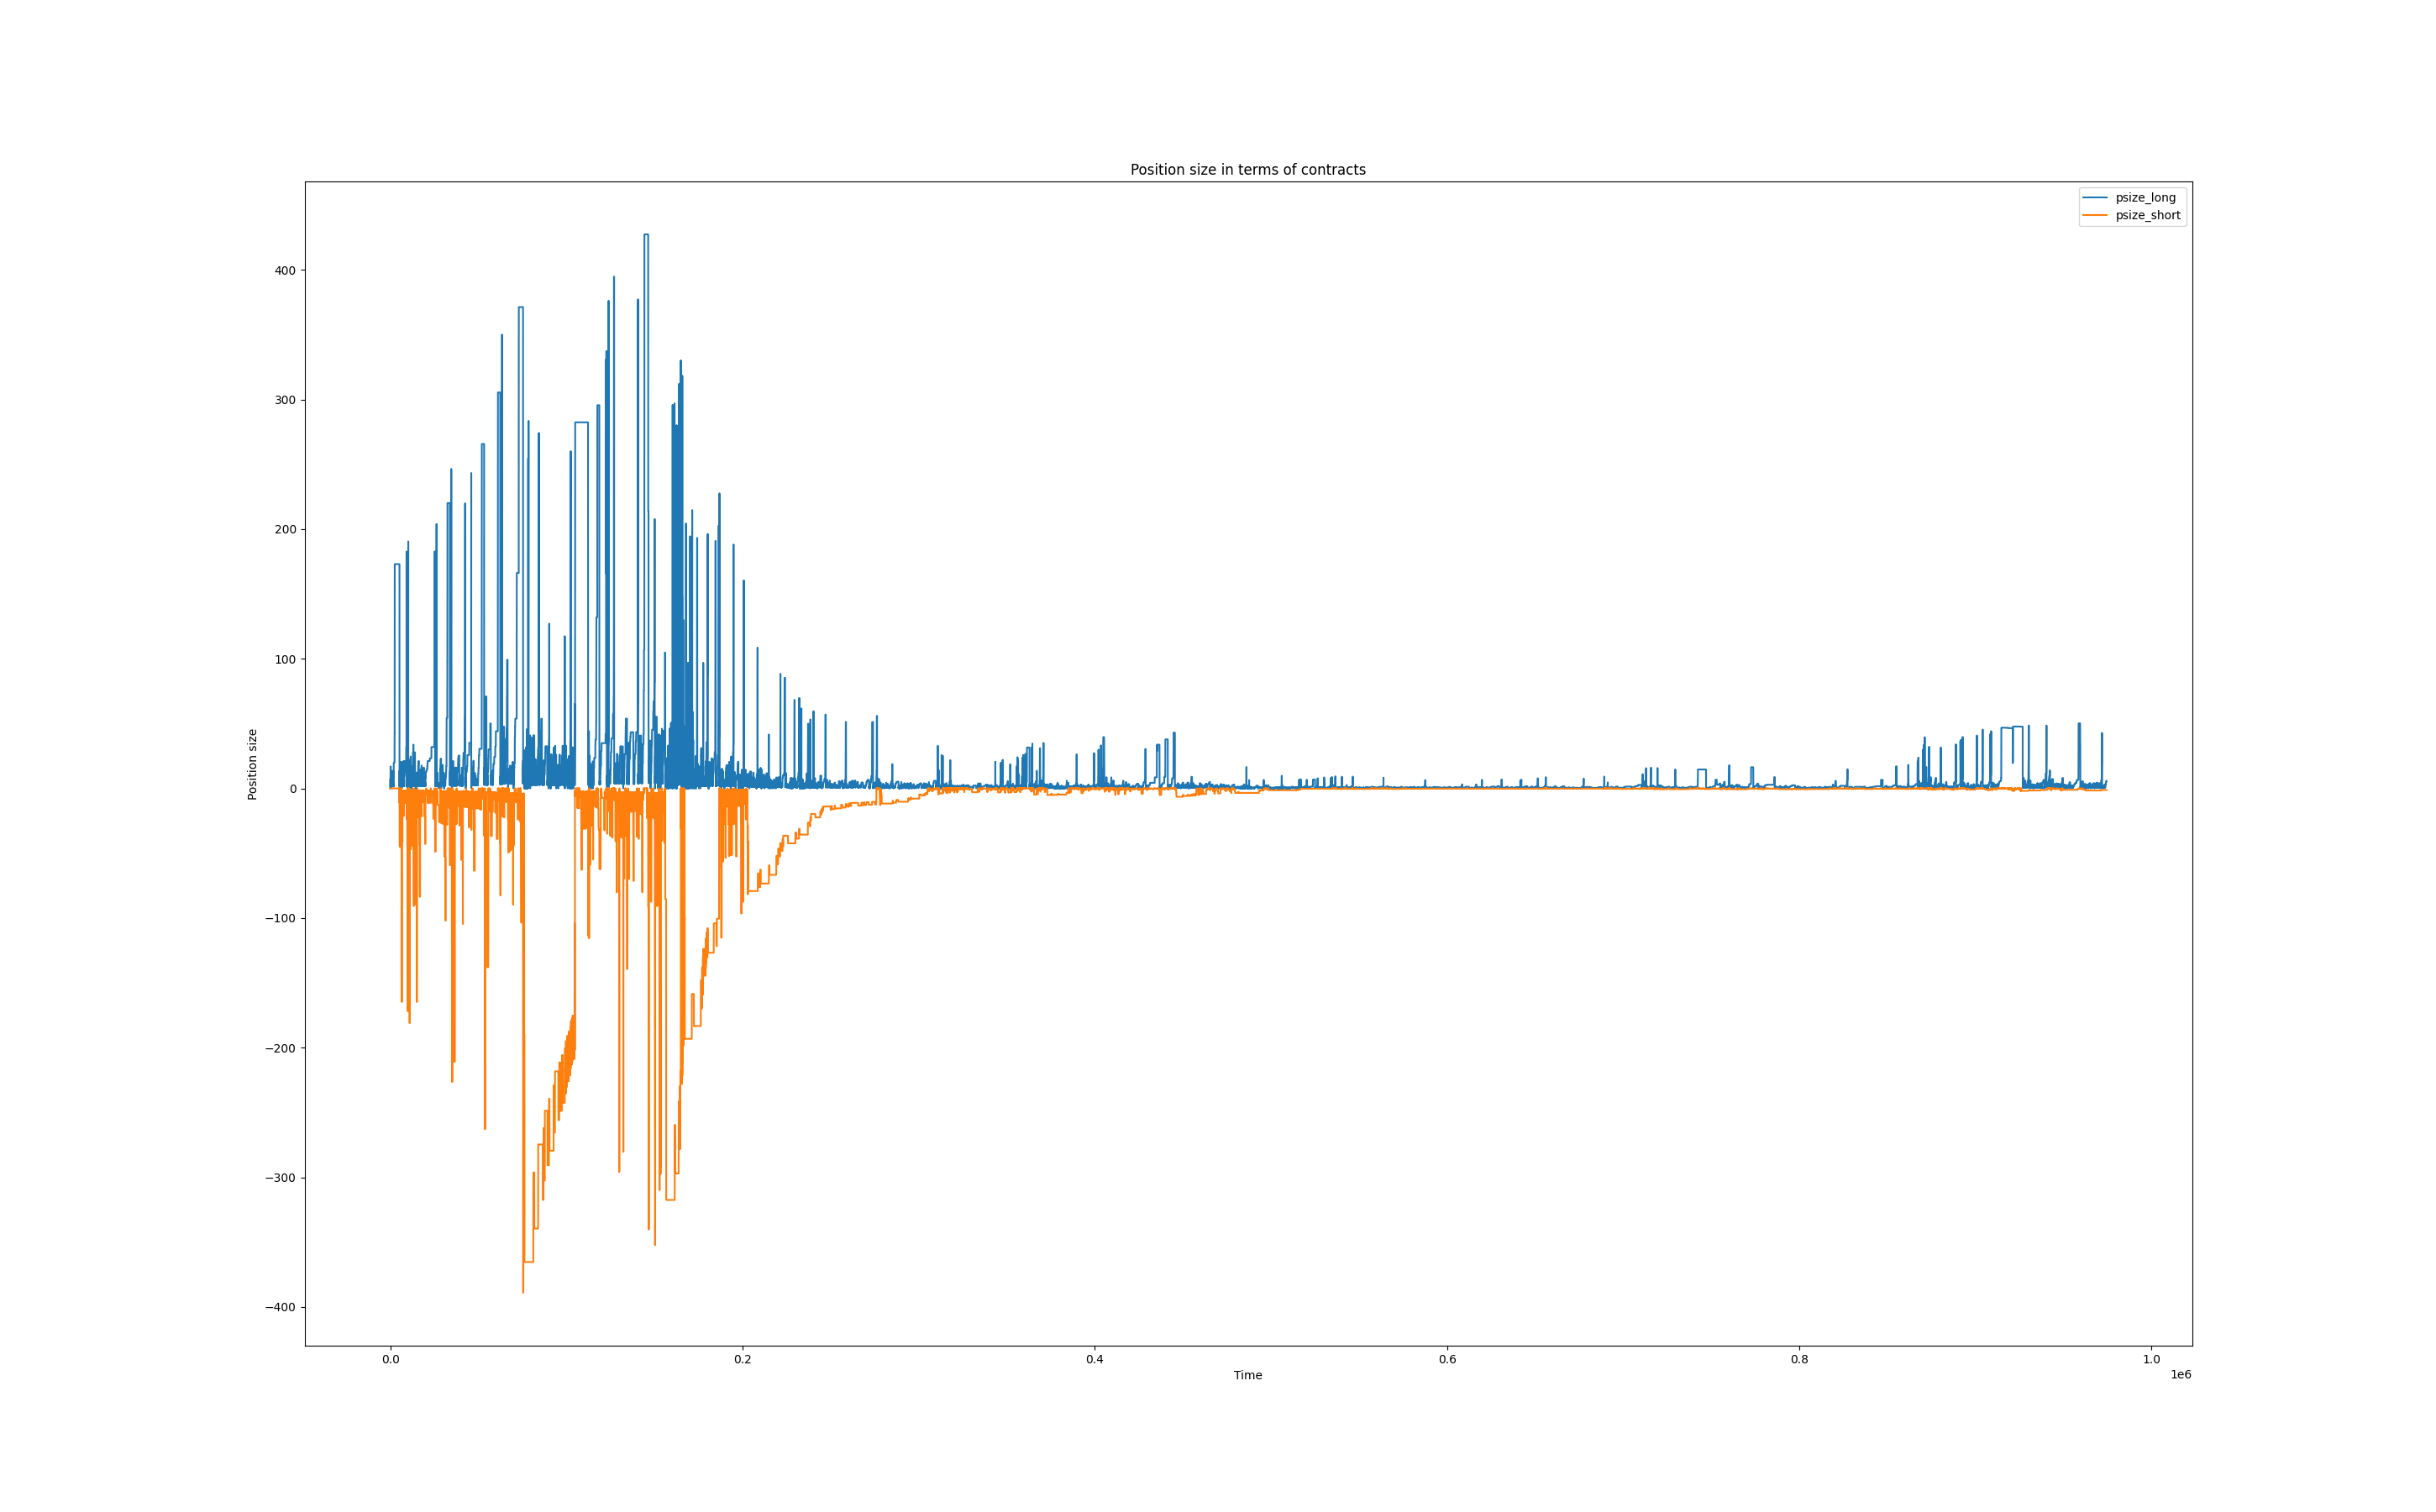 Position size in terms of contracts
psize_long
psize_short
Position size
400
300
200
100
0
−100
−200
−300
−400
0.0
0.2
0.4
0.6
0.8
1.0
1e6
Time